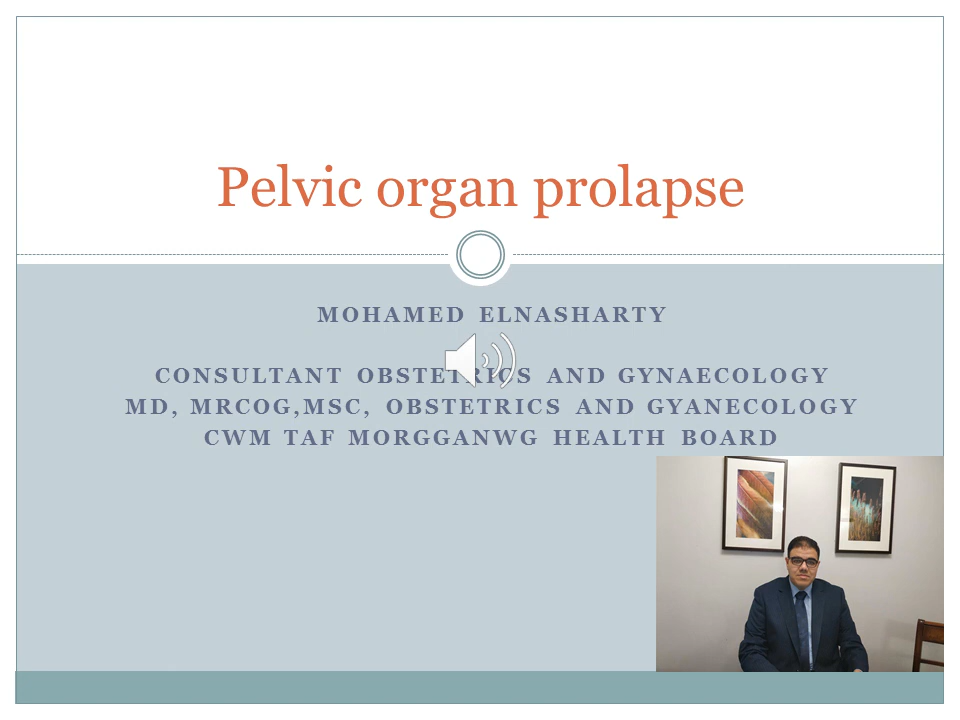 Pelvic organ prolapse
MOHAMED ELNASHARTY
CONSULTANT OBSTETRICS AND GYNAECOLOGY
MD, MRCOG,MSC, OBSTETRICS AND GYANECOLOGY
CWM TAF MORGGANWG HEALTH BOARD